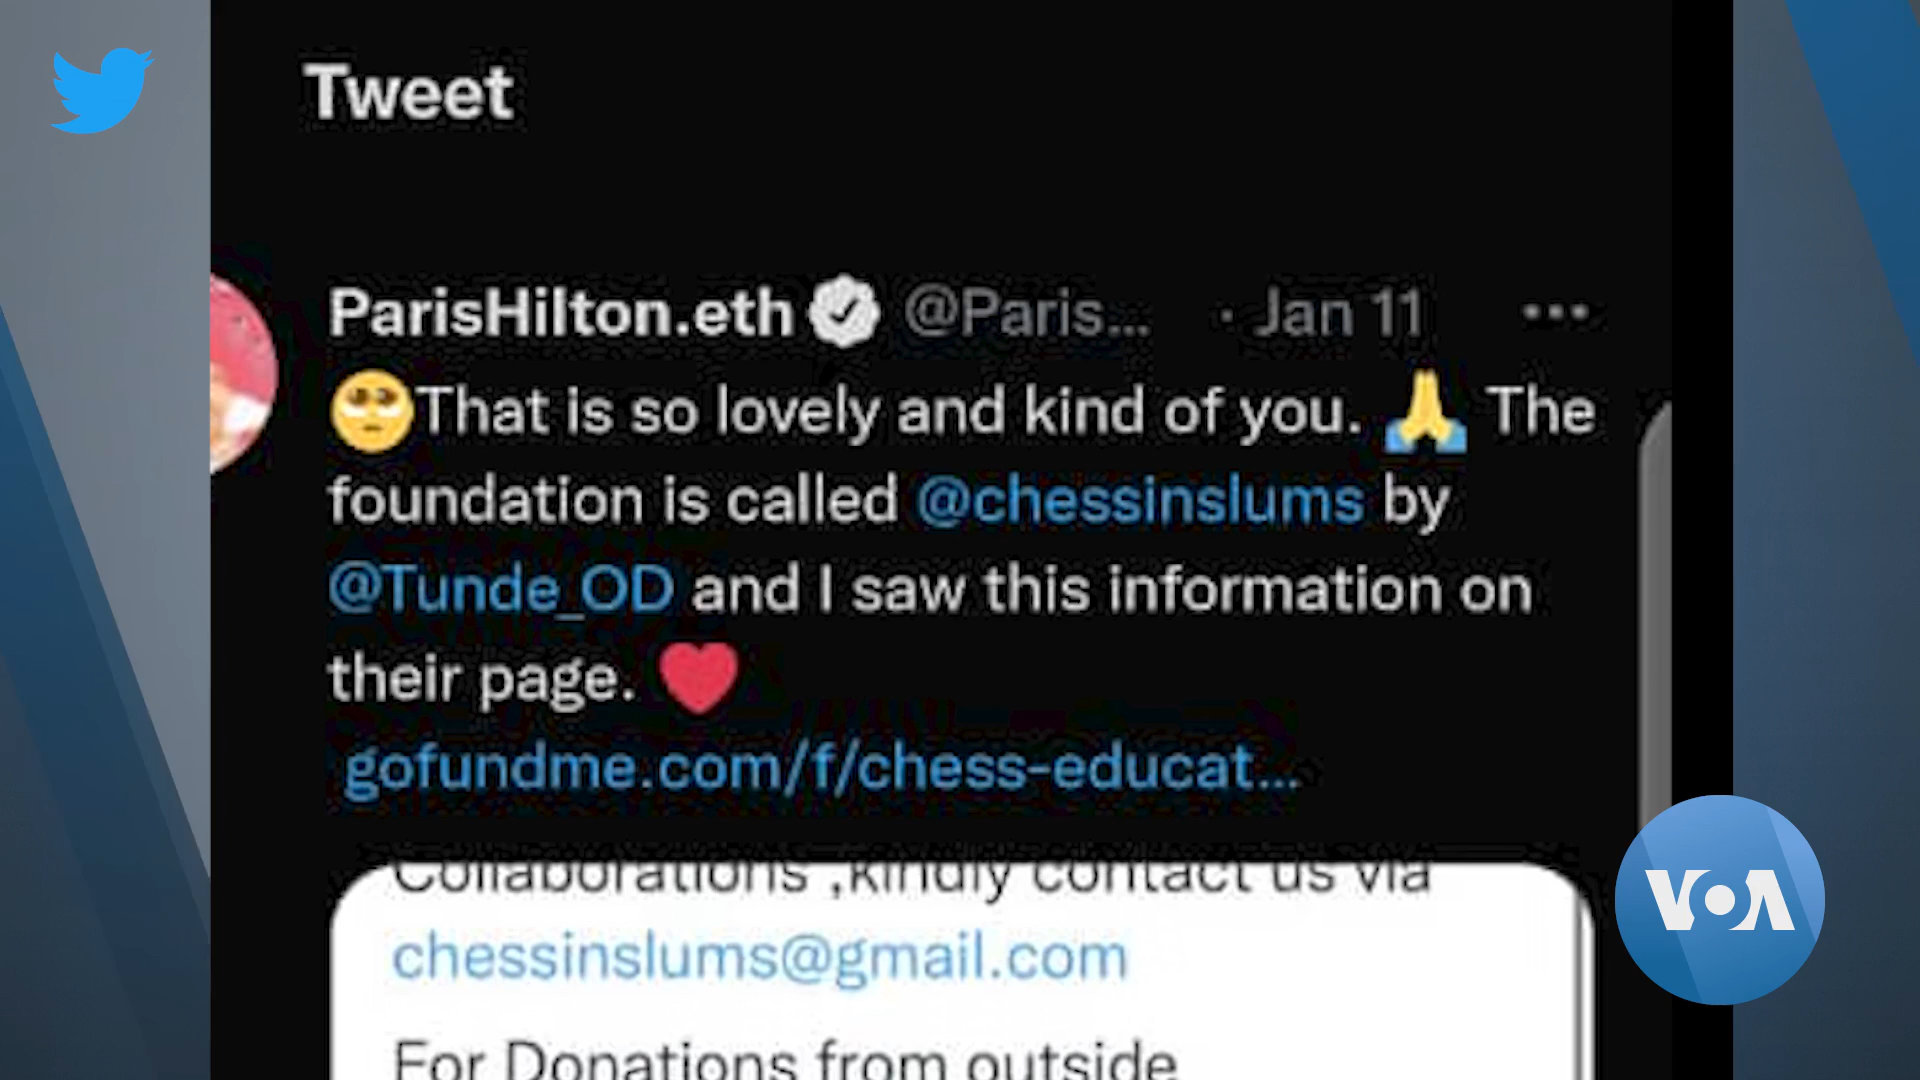 Tweet
ParisHilton.eth @Paris... · Jan 11 ...
🥺That is so lovely and kind of you. 🙏 The
foundation is called @chessinslums by
@Tunde_OD and I saw this information on
their page. ❤️
gofundme.com/f/chess-educat...
Collaborations ,kindly contact us via
chessinslums@gmail.com
For Donations from outside
VOA